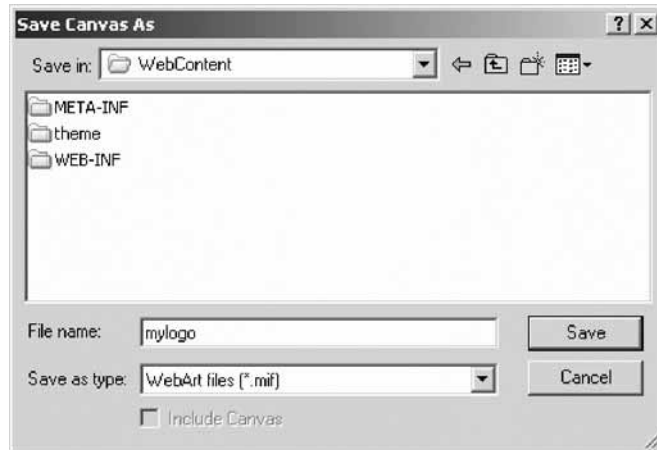 Save Canvas As
Save in: WebContent
META-INF
theme
WEB-INF
File name: mylogo Save
Save as type: WebArt files (*.mif) Cancel
Include Canvas